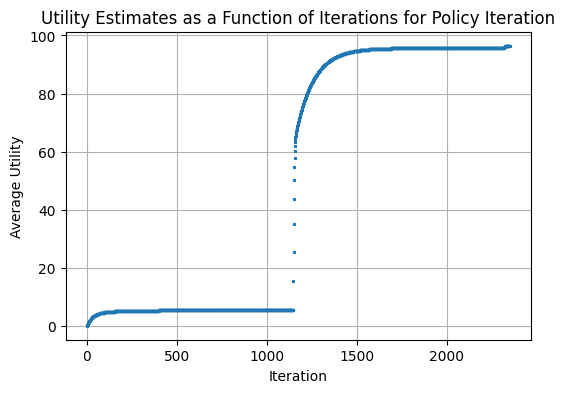 Utility Estimates as a Function of Iterations for Policy Iteration
100
80
60
40
20
0
Average Utility
0 500 1000 1500 2000
Iteration